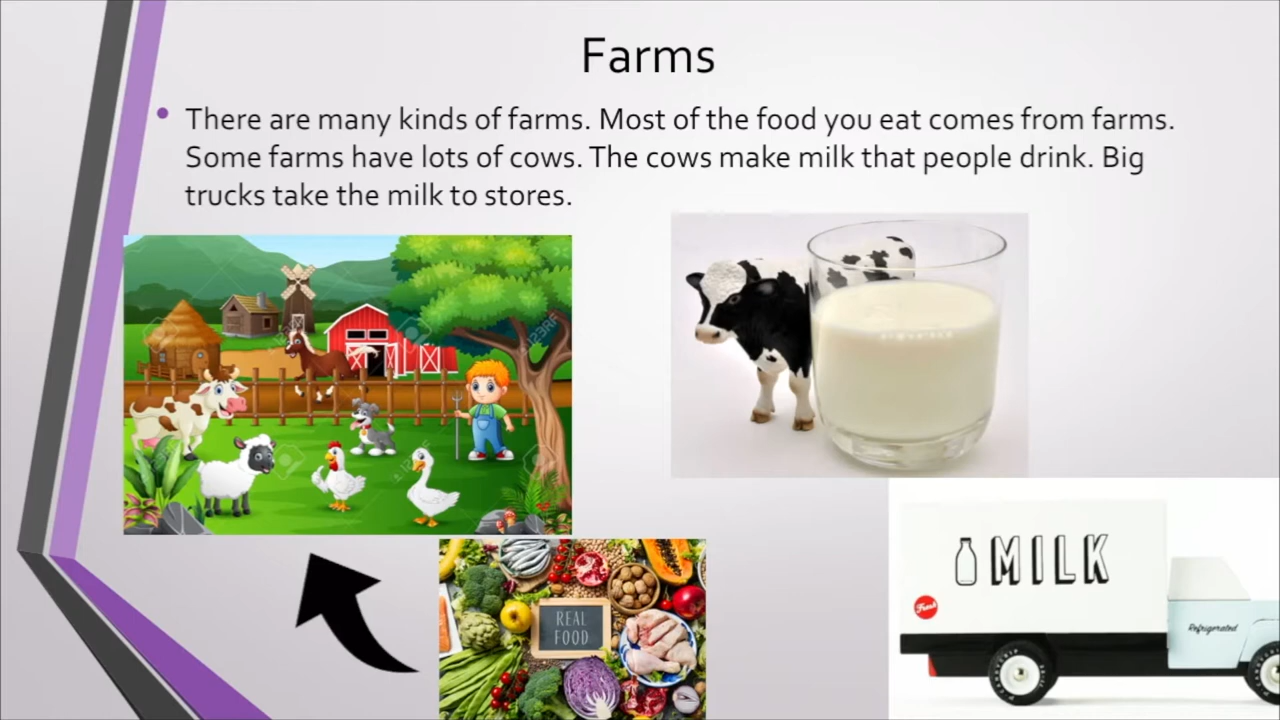 Farms
There are many kinds of farms. Most of the food you eat comes from farms.
Some farms have lots of cows. The cows make milk that people drink. Big
trucks take the milk to stores.
123RF
REAL
FOOD
MILK
Fresh
Refrigerated